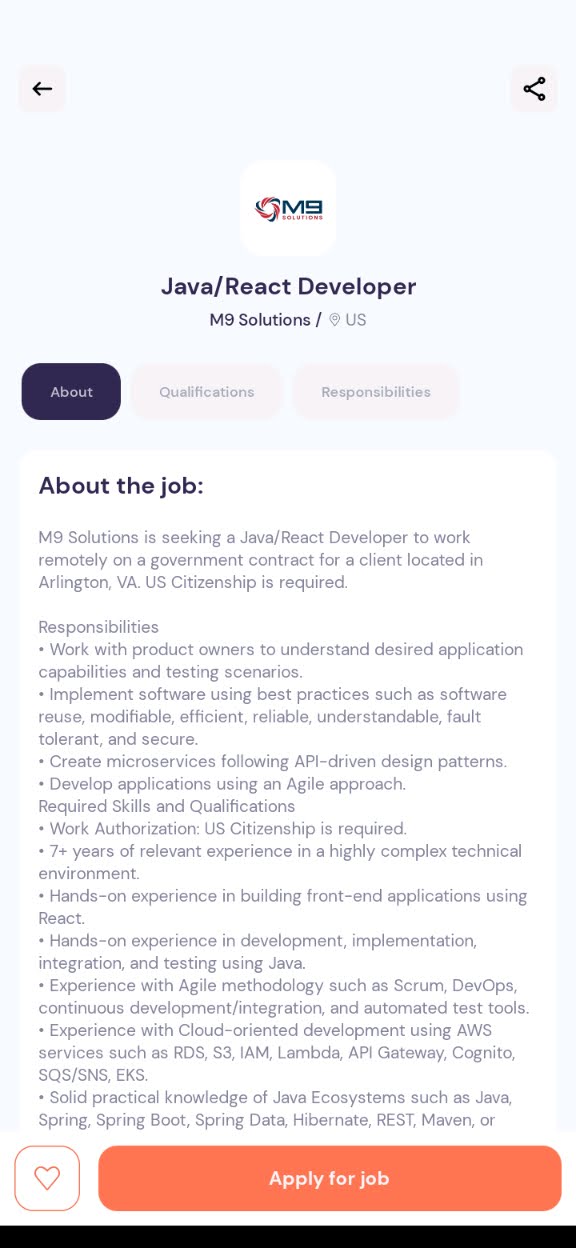 M9
SOLUTIONS
Java/React Developer
M9 Solutions / US
About
Qualifications
Responsibilities
About the job:
M9 Solutions is seeking a Java/React Developer to work
remotely on a government contract for a client located in
Arlington, VA. US Citizenship is required.
Responsibilities
• Work with product owners to understand desired application
capabilities and testing scenarios.
• Implement software using best practices such as software
reuse, modifiable, efficient, reliable, understandable, fault
tolerant, and secure.
• Create microservices following API-driven design patterns.
• Develop applications using an Agile approach.
Required Skills and Qualifications
• Work Authorization: US Citizenship is required.
• 7+ years of relevant experience in a highly complex technical
environment.
• Hands-on experience in building front-end applications using
React.
• Hands-on experience in development, implementation,
integration, and testing using Java.
• Experience with Agile methodology such as Scrum, DevOps,
continuous development/integration, and automated test tools.
• Experience with Cloud-oriented development using AWS
services such as RDS, S3, IAM, Lambda, API Gateway, Cognito,
SQS/SNS, EKS.
• Solid practical knowledge of Java Ecosystems such as Java,
Spring, Spring Boot, Spring Data, Hibernate, REST, Maven, or
Apply for job